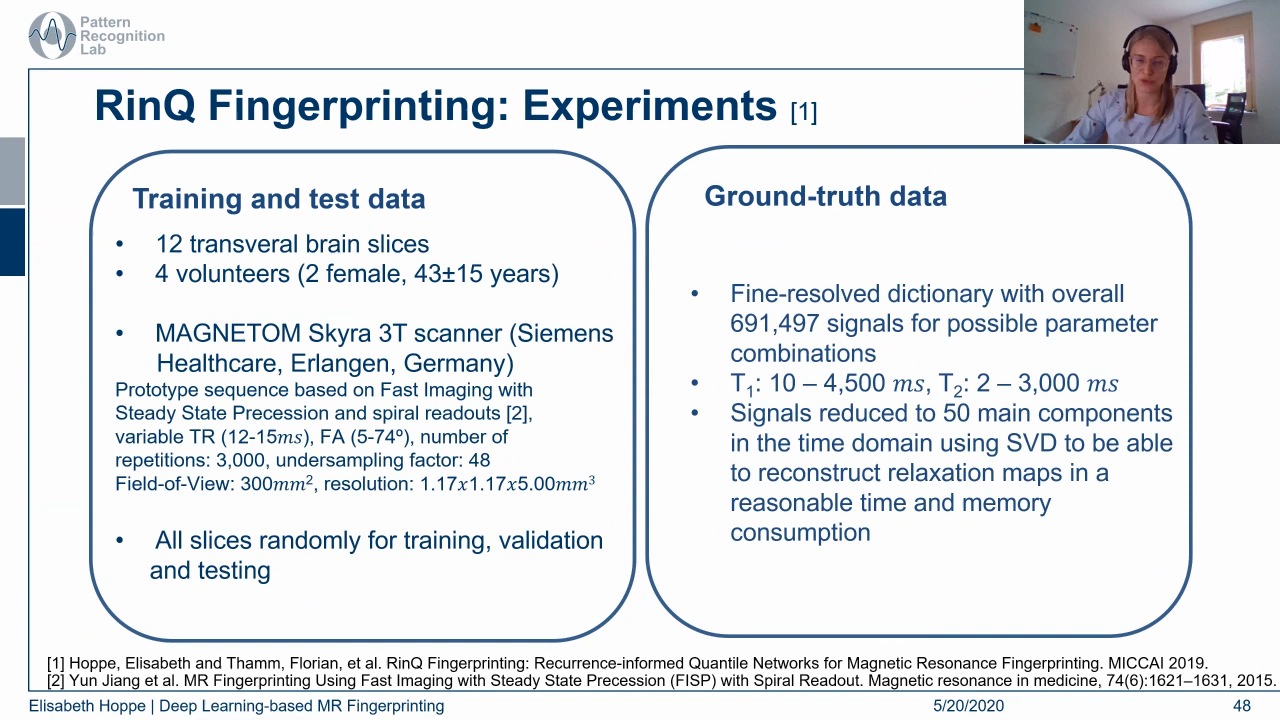 Pattern
Recognition
Lab
RinQ Fingerprinting: Experiments [1]
Training and test data
• 12 transveral brain slices
• 4 volunteers (2 female, 43±15 years)
• MAGNETOM Skyra 3T scanner (Siemens
Healthcare, Erlangen, Germany)
Prototype sequence based on Fast Imaging with
Steady State Precession and spiral readouts [2],
variable TR (12-15ms), FA (5-74º), number of
repetitions: 3,000, undersampling factor: 48
Field-of-View: 300mm², resolution: 1.17x1.17x5.00mm³
• All slices randomly for training, validation
and testing
Ground-truth data
• Fine-resolved dictionary with overall
691,497 signals for possible parameter
combinations
• T₁: 10 – 4,500 ms, T₂: 2 – 3,000 ms
• Signals reduced to 50 main components
in the time domain using SVD to be able
to reconstruct relaxation maps in a
reasonable time and memory
consumption
[1] Hoppe, Elisabeth and Thamm, Florian, et al. RinQ Fingerprinting: Recurrence-informed Quantile Networks for Magnetic Resonance Fingerprinting. MICCAI 2019.
[2] Yun Jiang et al. MR Fingerprinting Using Fast Imaging with Steady State Precession (FISP) with Spiral Readout. Magnetic resonance in medicine, 74(6):1621–1631, 2015.
Elisabeth Hoppe | Deep Learning-based MR Fingerprinting
5/20/2020
48